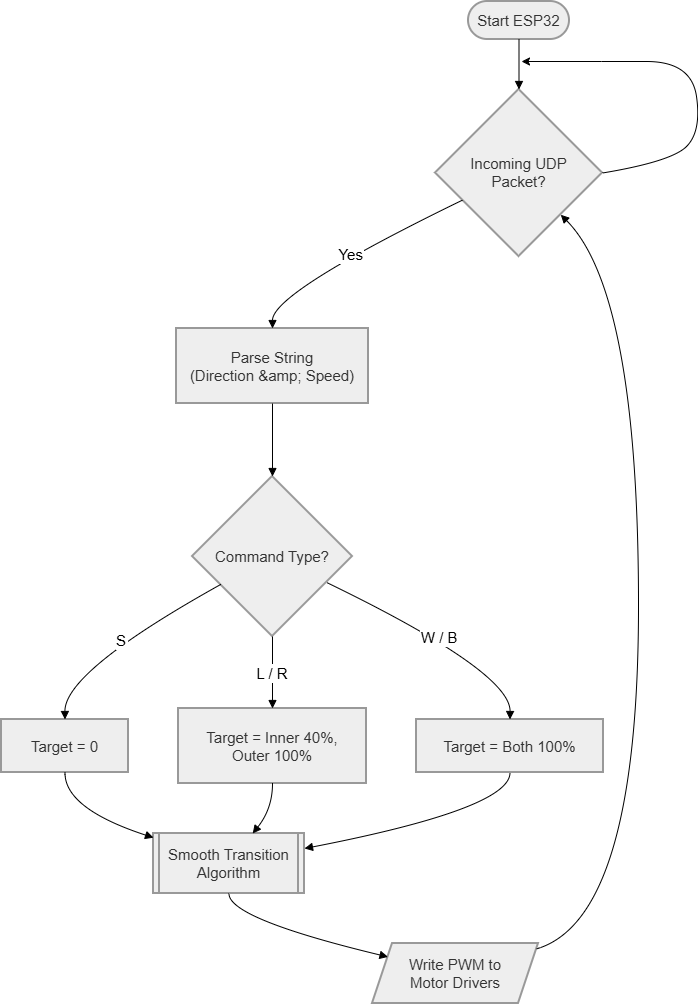 Start ESP32
Incoming UDP
Packet?
Yes
Parse String
(Direction &amp; Speed)
Command Type?
S
L / R
W / B
Target = 0
Target = Inner 40%,
Outer 100%
Target = Both 100%
Smooth Transition
Algorithm
Write PWM to
Motor Drivers